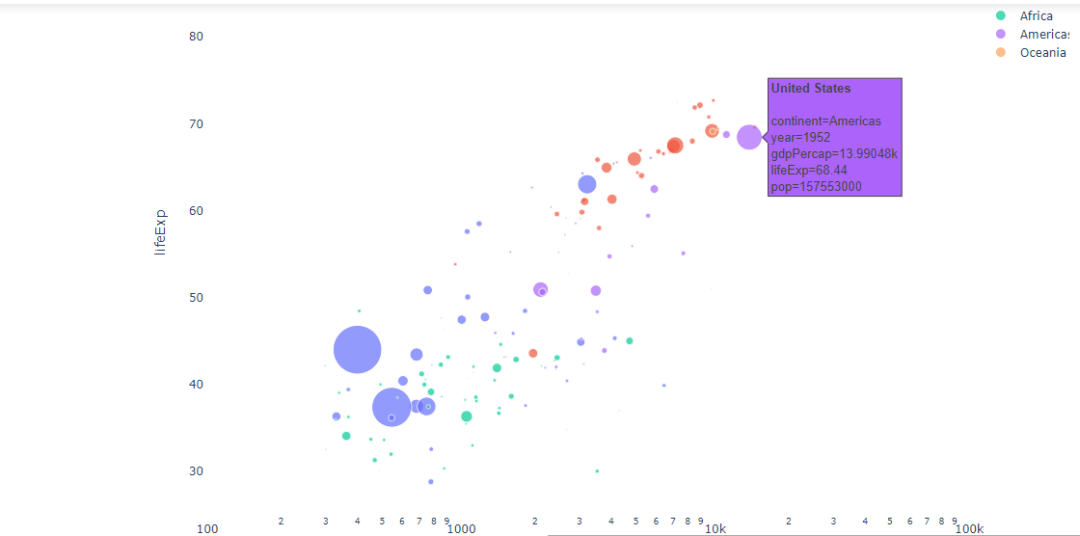 Africa
Americas
Oceania
80
70
60
50
40
30
lifeExp
United States
continent=Americas
year=1952
gdpPercap=13.99048k
lifeExp=68.44
pop=157553000
2 3 4 5 6 7 8 9 2 3 4 5 6 7 8 9 2 3 4 5 6 7 8 9
100 1000 10k 100k